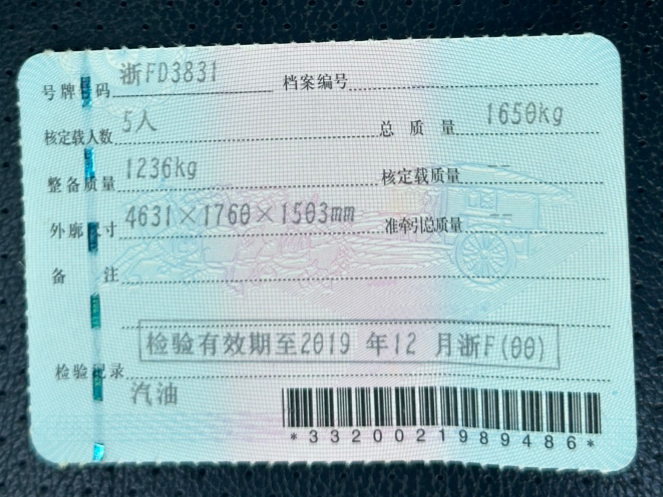 号牌号码 浙FD3831 档案编号
核定载人数 5人 总质量 1650kg
整备质量 1236kg 核定载质量 --
外廓尺寸 4631×1760×1503mm 准牵引总质量 --
备注
检验有效期至2019年12月浙F(00)
检验记录
汽油
*3320021989486*